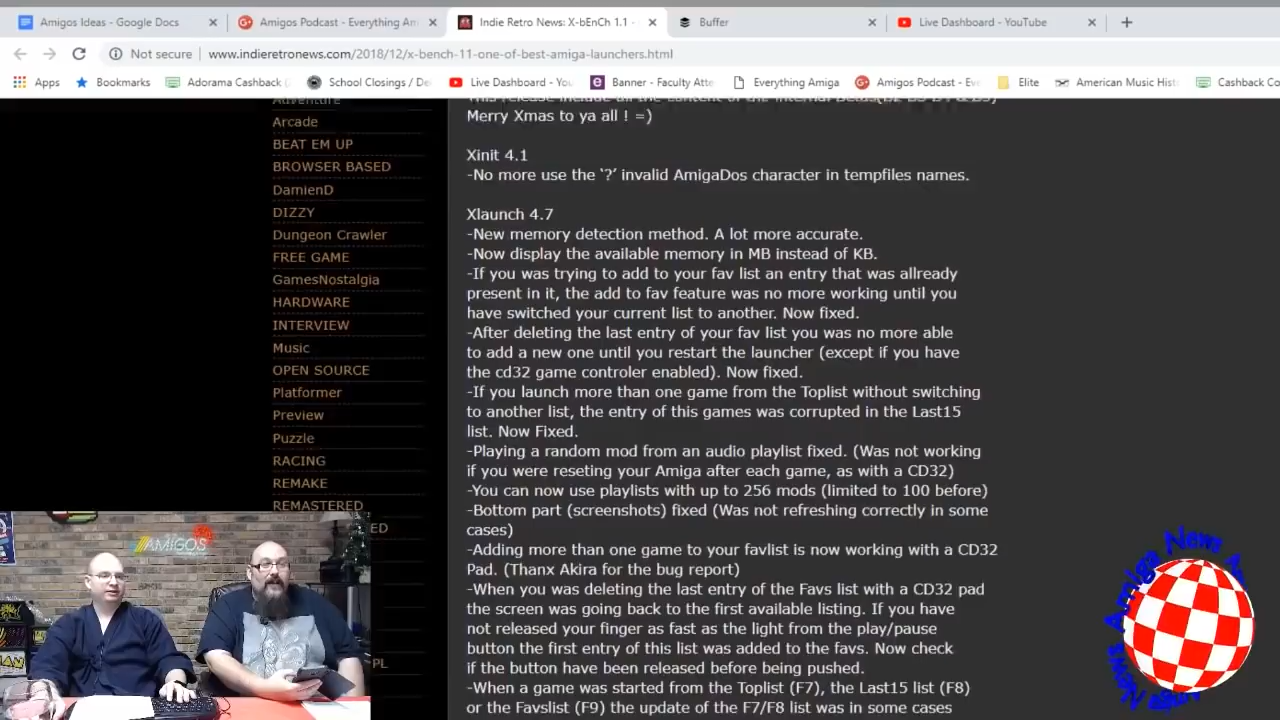 Amigos Ideas - Google Docs
Amigos Podcast - Everything Am
Indie Retro News: X-bEnCh 1.1 -
Buffer
Live Dashboard - YouTube
Not secure
www.indieretronews.com/2018/12/x-bench-11-one-of-best-amiga-launchers.html
Apps
Bookmarks
Adorama Cashback (
School Closings / De
Live Dashboard - You
Banner - Faculty Atte
Everything Amiga
Amigos Podcast - Eve
Elite
American Music Hist
Cashback Co
Adventure
Arcade
BEAT EM UP
BROWSER BASED
DamienD
DIZZY
Dungeon Crawler
FREE GAME
GamesNostalgia
HARDWARE
INTERVIEW
Music
OPEN SOURCE
Platformer
Preview
Puzzle
RACING
REMAKE
REMASTERED
ED
PL
This release include all the content of the internal
Merry Xmas to ya all ! =)
Xinit 4.1
-No more use the '?' invalid AmigaDos character in tempfiles names.
Xlaunch 4.7
-New memory detection method. A lot more accurate.
-Now display the available memory in MB instead of KB.
-If you was trying to add to your fav list an entry that was allready
present in it, the add to fav feature was no more working until you
have switched your current list to another. Now fixed.
-After deleting the last entry of your fav list you was no more able
to add a new one until you restart the launcher (except if you have
the cd32 game controler enabled). Now fixed.
-If you launch more than one game from the Toplist without switching
to another list, the entry of this games was corrupted in the Last15
list. Now Fixed.
-Playing a random mod from an audio playlist fixed. (Was not working
if you were reseting your Amiga after each game, as with a CD32)
-You can now use playlists with up to 256 mods (limited to 100 before)
-Bottom part (screenshots) fixed (Was not refreshing correctly in some
cases)
-Adding more than one game to your favlist is now working with a CD32
Pad. (Thanx Akira for the bug report)
-When you was deleting the last entry of the Favs list with a CD32 pad
the screen was going back to the first available listing. If you have
not released your finger as fast as the light from the play/pause
button the first entry of this list was added to the favs. Now check
if the button have been released before being pushed.
-When a game was started from the Toplist (F7), the Last15 list (F8)
or the Favslist (F9) the update of the F7/F8 list was in some cases
AMIGOS
Amiga News